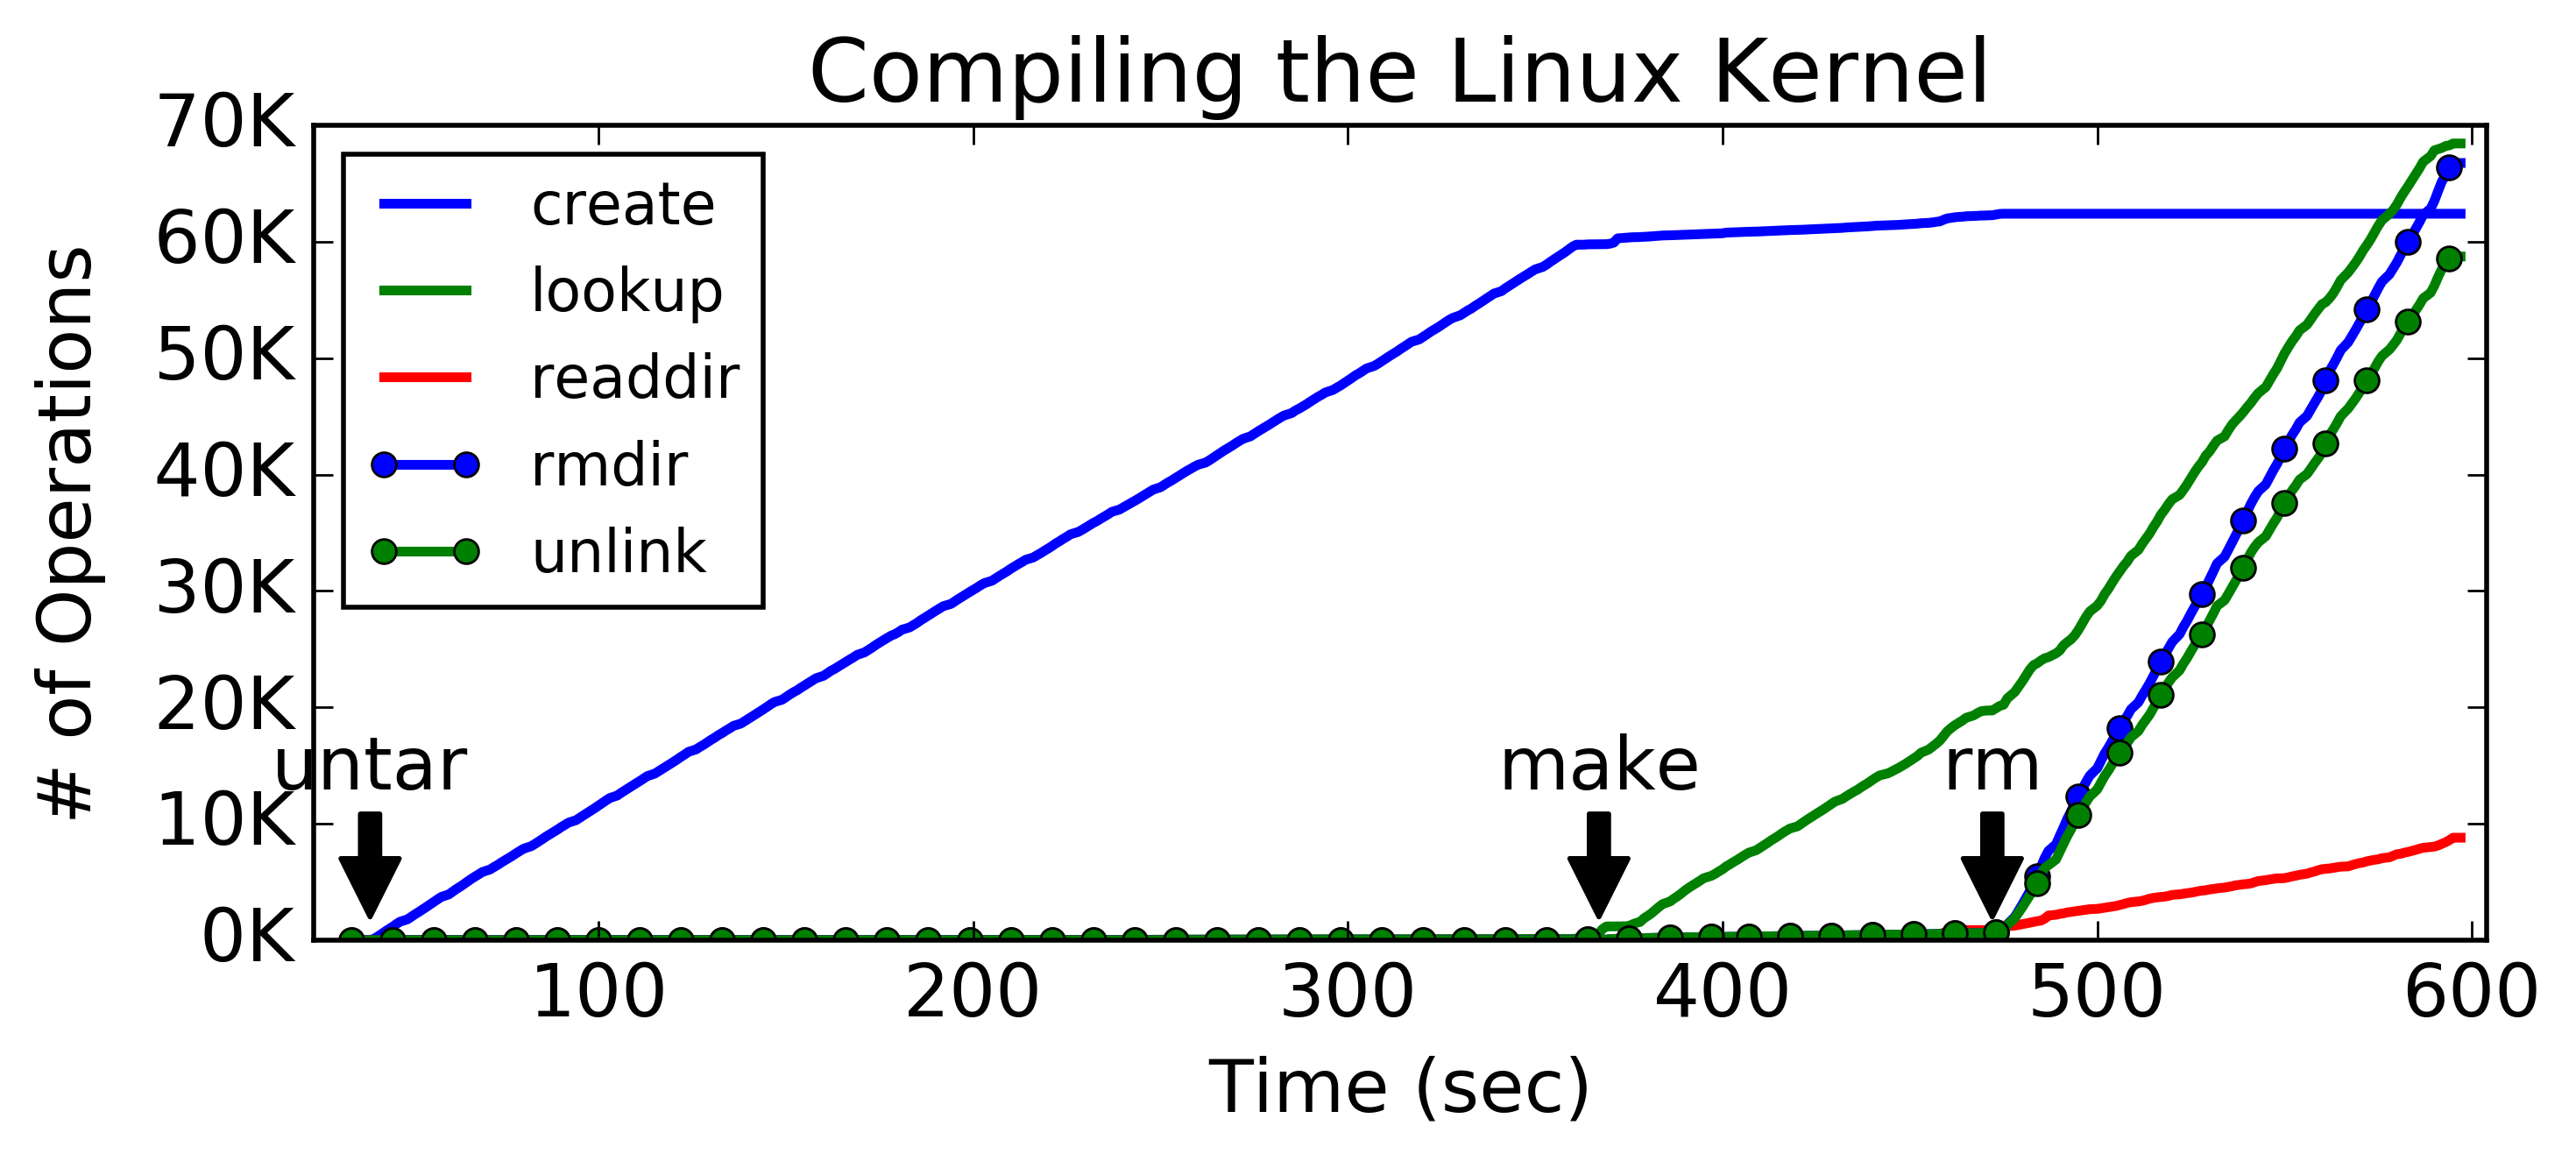 Compiling the Linux Kernel
# of Operations
70K
60K
50K
40K
30K
20K
10K
0K
create
lookup
readdir
rmdir
unlink
untar
make
rm
100 200 300 400 500 600
Time (sec)